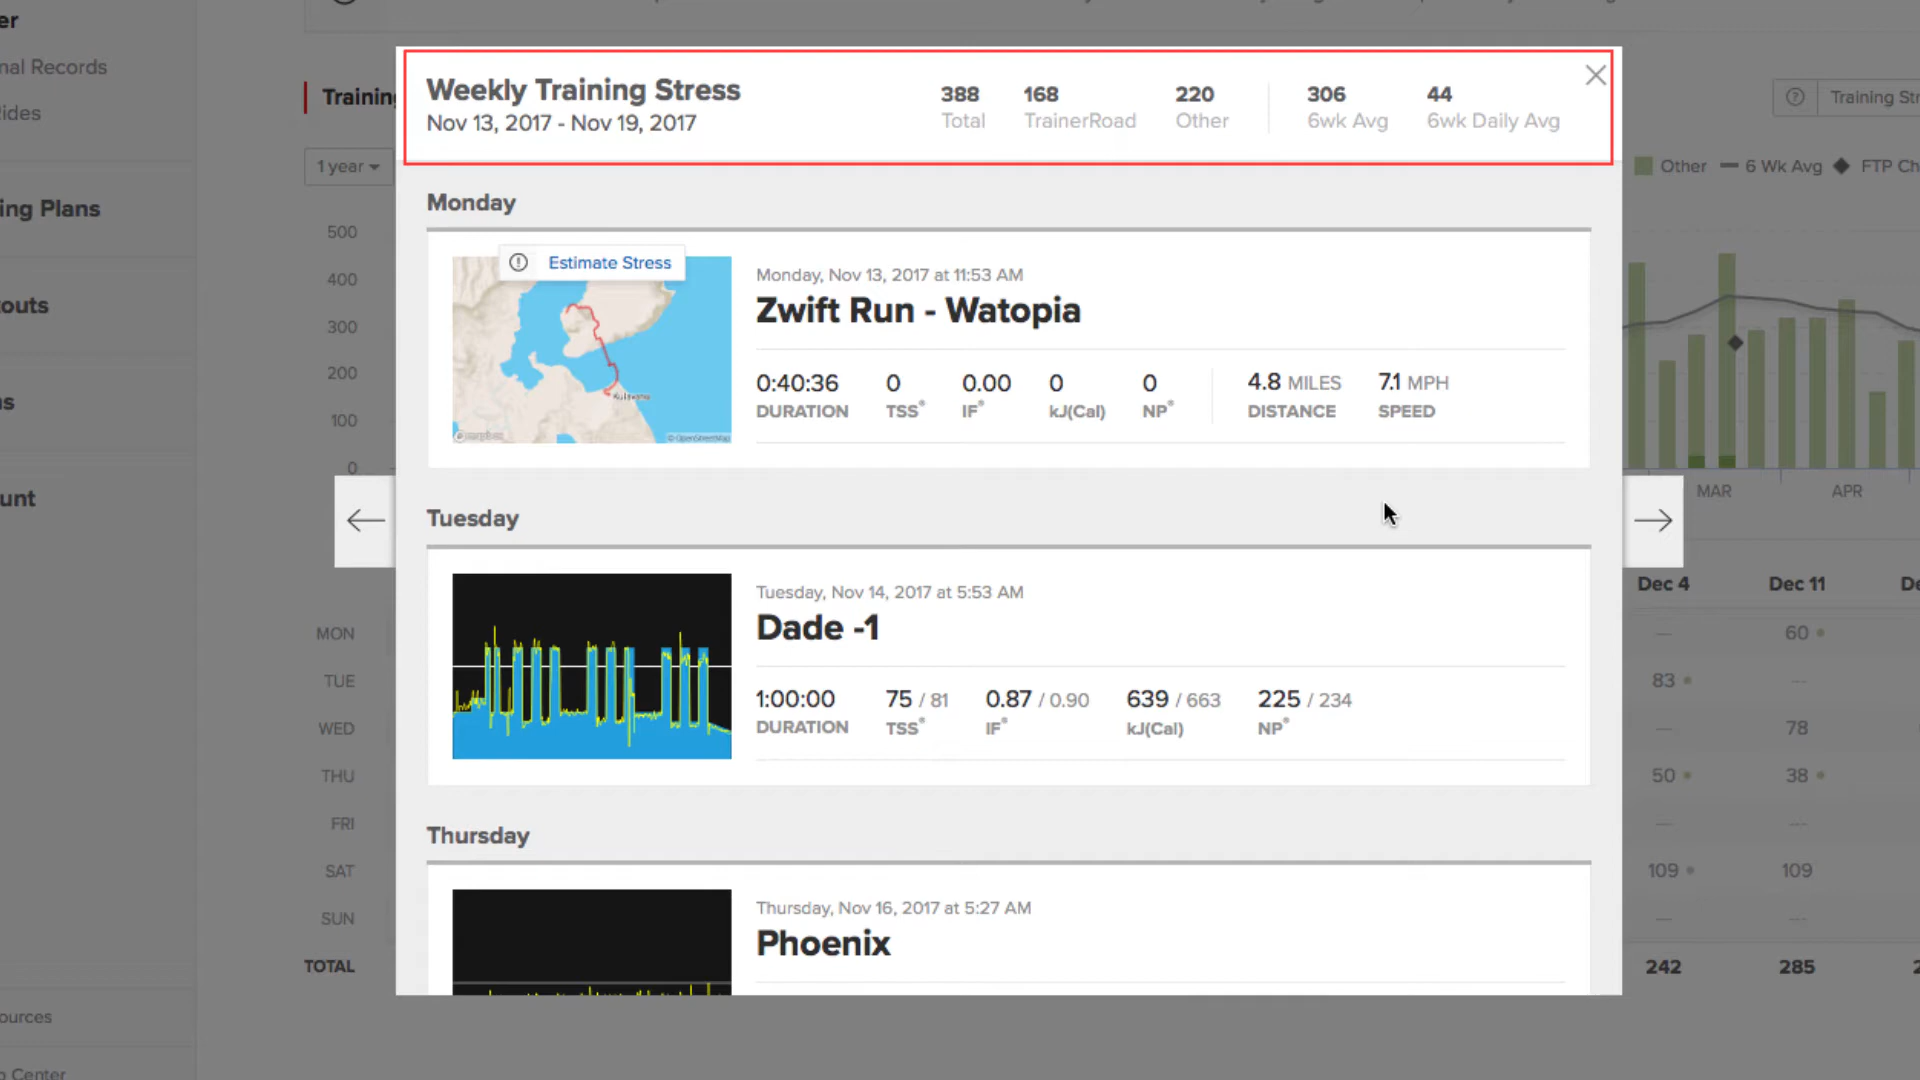 er
nal Records
ides
ing Plans
outs
ns
unt
ources
p Center
Training
1 year
500
400
300
200
100
0
MON
TUE
WED
THU
FRI
SAT
SUN
TOTAL
Weekly Training Stress
Nov 13, 2017 - Nov 19, 2017
388
Total
168
TrainerRoad
220
Other
306
6wk Avg
44
6wk Daily Avg
Monday
Estimate Stress
Kulawana
mapbox
© OpenStreetMap
Monday, Nov 13, 2017 at 11:53 AM
Zwift Run - Watopia
0:40:36 0 0.00 0 0 4.8 MILES 7.1 MPH
DURATION TSS® IF® kJ(Cal) NP® DISTANCE SPEED
Tuesday
Tuesday, Nov 14, 2017 at 5:53 AM
Dade -1
1:00:00 75 / 81 0.87 / 0.90 639 / 663 225 / 234
DURATION TSS® IF® kJ(Cal) NP®
Thursday
Thursday, Nov 16, 2017 at 5:27 AM
Phoenix
? Training Str
Other 6 Wk Avg FTP Ch
MAR APR
Dec 4 Dec 11 De
--- 60
83 ---
--- 78
50 38
--- ---
109 109
--- ---
242 285 2